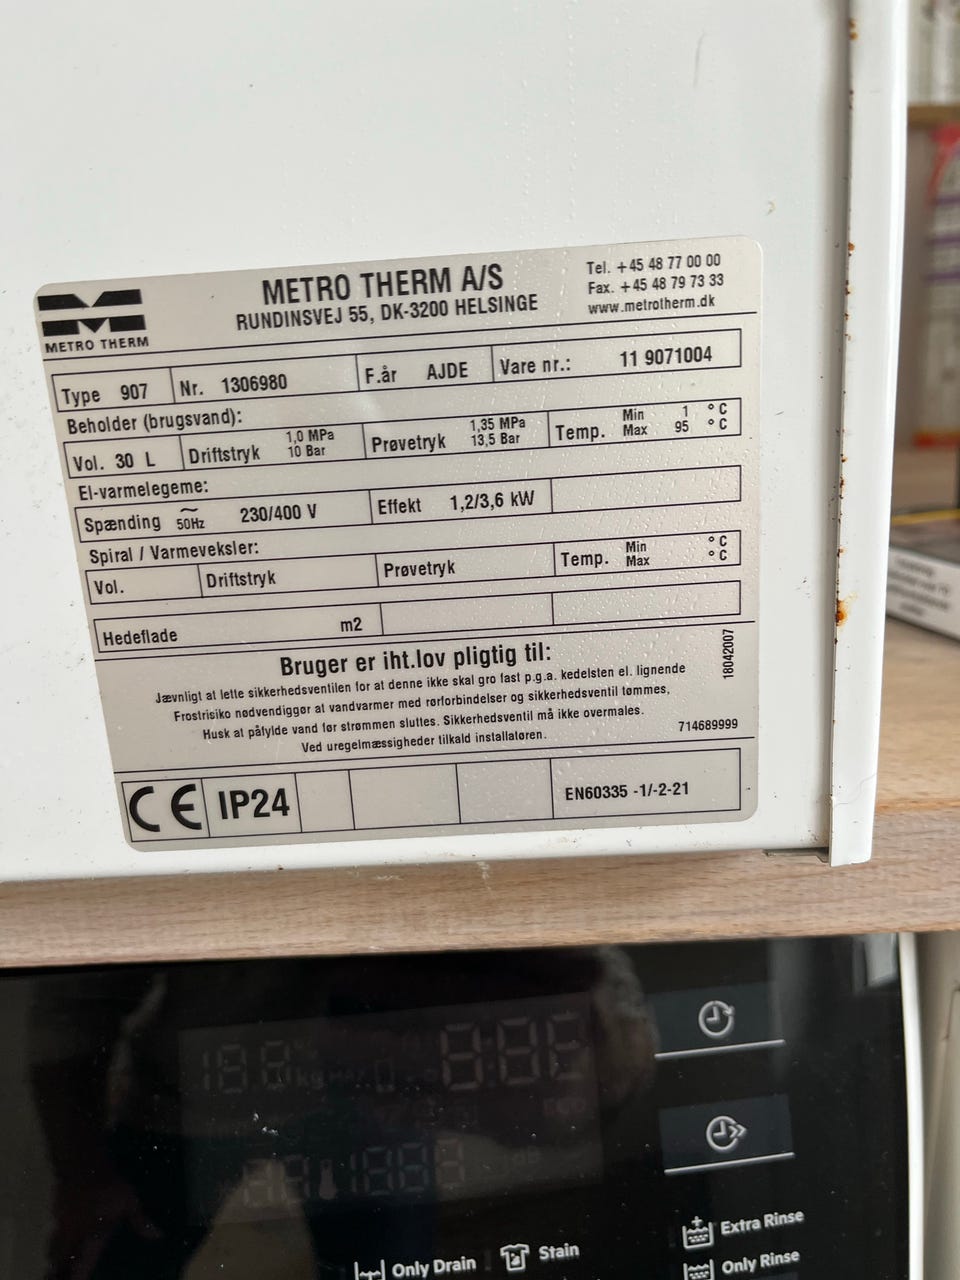 METRO THERM
METRO THERM A/S
RUNDINSVEJ 55, DK-3200 HELSINGE
Tel. +45 48 77 00 00
Fax. +45 48 79 73 33
www.metrotherm.dk
Type 907 Nr. 1306980 F.år AJDE Vare nr.: 11 9071004
Beholder (brugsvand):
Vol. 30 L Driftstryk 1,0 MPa 10 Bar Prøvetryk 1,35 MPa 13,5 Bar Temp. Min 1 °C Max 95 °C
El-varmelegeme:
Spænding ~ 50Hz 230/400 V Effekt 1,2/3,6 kW
Spiral / Varmeveksler:
Vol. Driftstryk Prøvetryk Temp. Min °C Max °C
Hedeflade m2
Bruger er iht.lov pligtig til:
Jævnligt at lette sikkerhedsventilen for at denne ikke skal gro fast p.g.a. kedelsten el. lignende
Frostrisiko nødvendiggør at vandvarmer med rørforbindelser og sikkerhedsventil tømmes,
Husk at påfylde vand før strømmen sluttes. Sikkerhedsventil må ikke overmales.
Ved uregelmæssigheder tilkald installatøren.
714689999
18042007
CE IP24 EN60335 -1/-2-21
Extra Rinse
Only Drain Stain Only Rinse